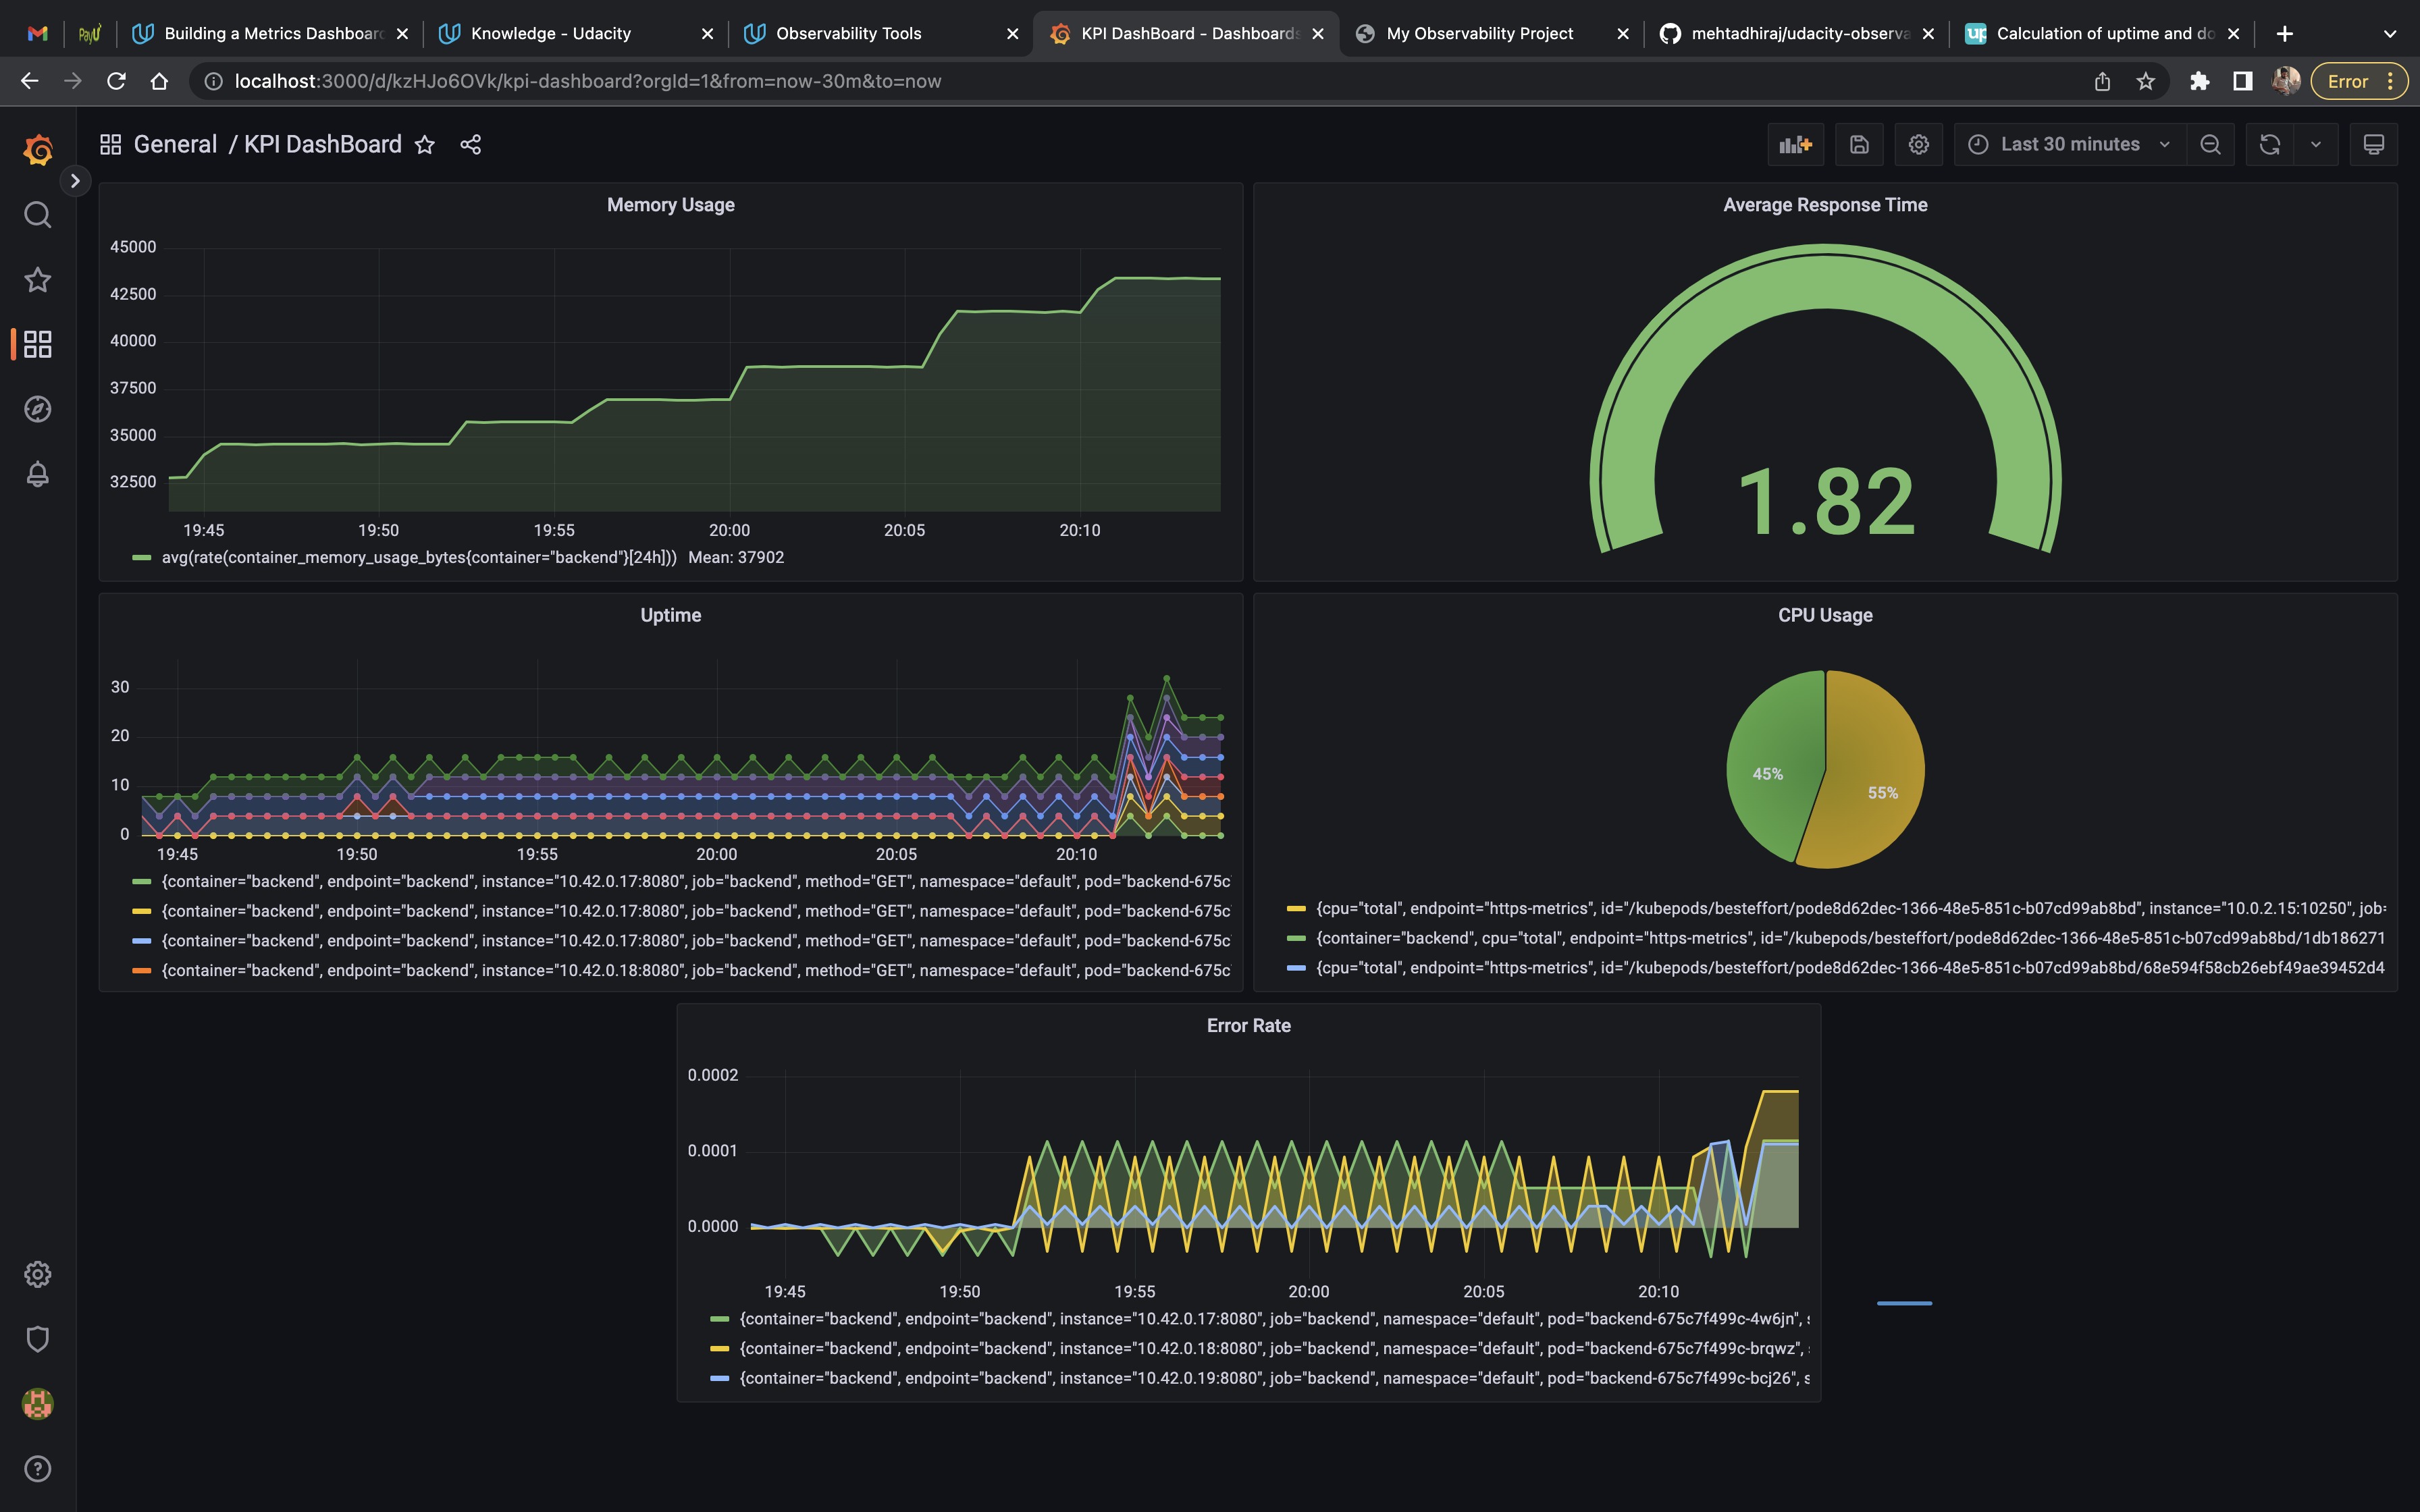 PayU
Building a Metrics Dashboard
Knowledge - Udacity
Observability Tools
KPI DashBoard - Dashboards
My Observability Project
mehtadhiraj/udacity-observa
up
Calculation of uptime and do
localhost:3000/d/kzHJo6OVk/kpi-dashboard?orgId=1&from=now-30m&to=now
Error
General / KPI DashBoard
Last 30 minutes
Memory Usage
45000
42500
40000
37500
35000
32500
19:45 19:50 19:55 20:00 20:05 20:10
avg(rate(container_memory_usage_bytes{container="backend"}[24h])) Mean: 37902
Average Response Time
1.82
Uptime
30
20
10
0
19:45 19:50 19:55 20:00 20:05 20:10
{container="backend", endpoint="backend", instance="10.42.0.17:8080", job="backend", method="GET", namespace="default", pod="backend-675c
{container="backend", endpoint="backend", instance="10.42.0.17:8080", job="backend", method="GET", namespace="default", pod="backend-675c
{container="backend", endpoint="backend", instance="10.42.0.17:8080", job="backend", method="GET", namespace="default", pod="backend-675c
{container="backend", endpoint="backend", instance="10.42.0.18:8080", job="backend", method="GET", namespace="default", pod="backend-675c
CPU Usage
45%
55%
{cpu="total", endpoint="https-metrics", id="/kubepods/besteffort/pode8d62dec-1366-48e5-851c-b07cd99ab8bd", instance="10.0.2.15:10250", job=
{container="backend", cpu="total", endpoint="https-metrics", id="/kubepods/besteffort/pode8d62dec-1366-48e5-851c-b07cd99ab8bd/1db186271
{cpu="total", endpoint="https-metrics", id="/kubepods/besteffort/pode8d62dec-1366-48e5-851c-b07cd99ab8bd/68e594f58cb26ebf49ae39452d4
Error Rate
0.0002
0.0001
0.0000
19:45 19:50 19:55 20:00 20:05 20:10
{container="backend", endpoint="backend", instance="10.42.0.17:8080", job="backend", namespace="default", pod="backend-675c7f499c-4w6jn", s
{container="backend", endpoint="backend", instance="10.42.0.18:8080", job="backend", namespace="default", pod="backend-675c7f499c-brqwz",
{container="backend", endpoint="backend", instance="10.42.0.19:8080", job="backend", namespace="default", pod="backend-675c7f499c-bcj26", s